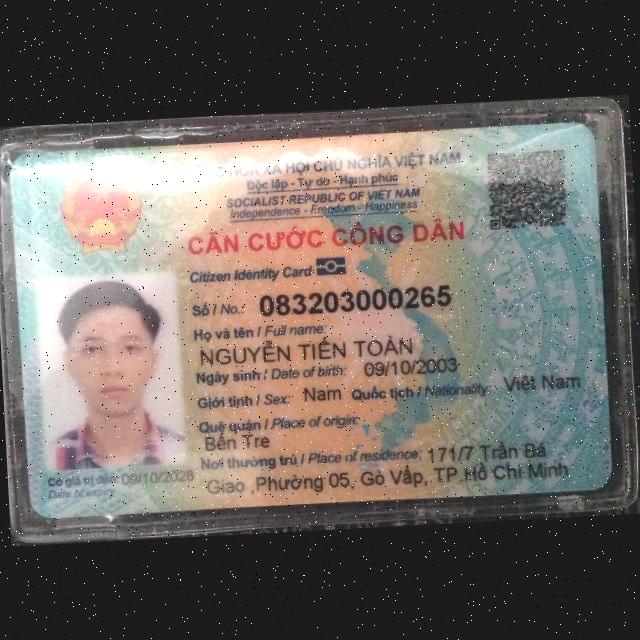 CỘNG HÒA XÃ HỘI CHỦ NGHĨA VIỆT NAM
Độc lập - Tự do - Hạnh phúc
SOCIALIST REPUBLIC OF VIET NAM
Independence - Freedom - Happiness
CĂN CƯỚC CÔNG DÂN
Citizen Identity Card
Số / No.: 083203000265
Họ và tên / Full name:
NGUYỄN TIẾN TOÀN
Ngày sinh / Date of birth: 09/10/2003
Giới tính / Sex: Nam Quốc tịch / Nationality: Việt Nam
Quê quán / Place of origin:
Bến Tre
Nơi thường trú / Place of residence: 171/7 Trần Bá
Giao ,Phường 05, Gò Vấp, TP.Hồ Chí Minh
Có giá trị đến: 09/10/2028
Date of expiry